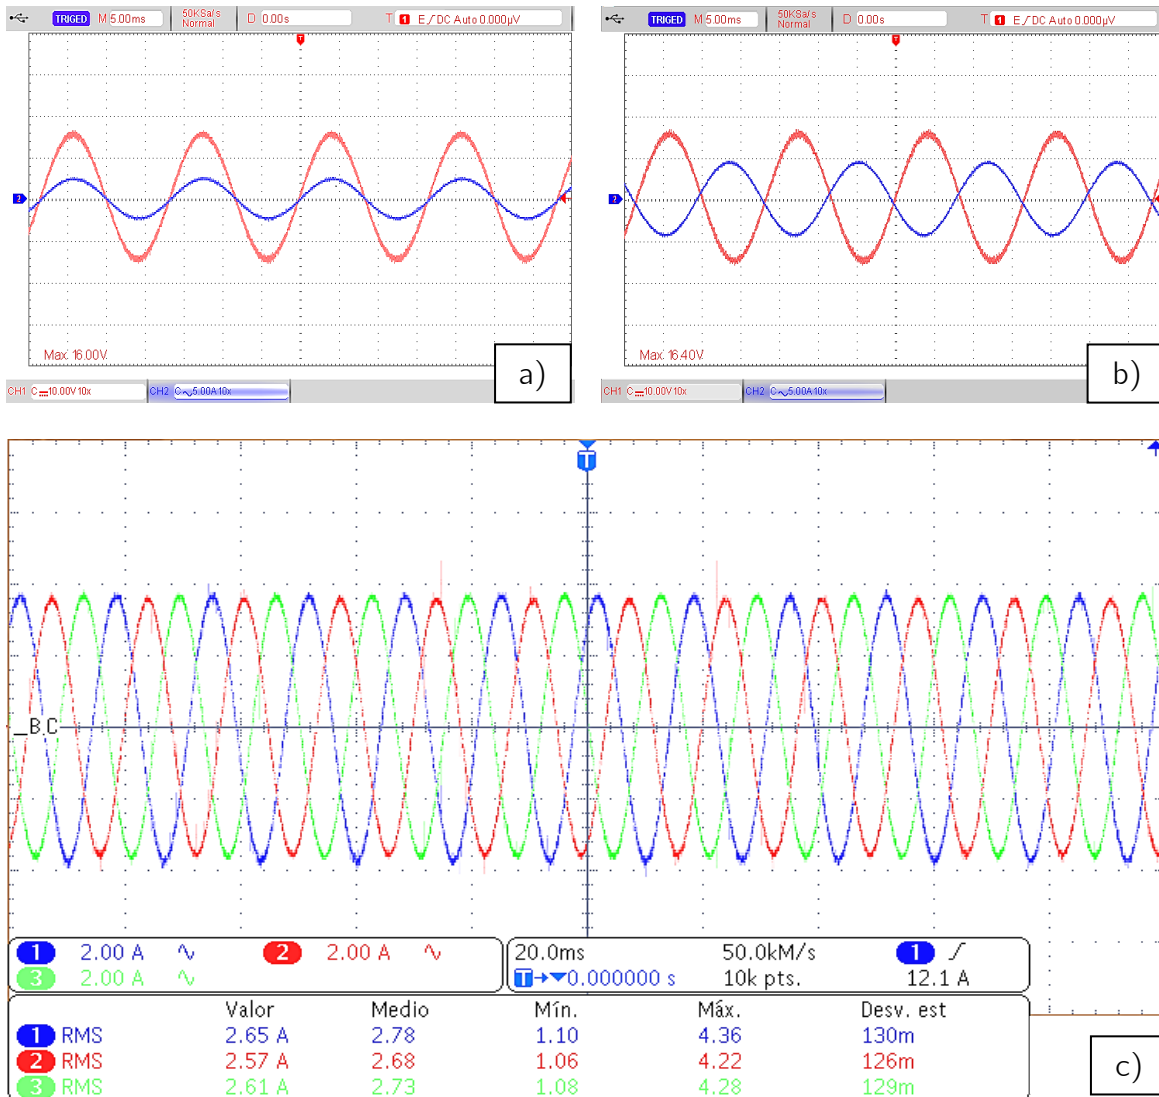 TRIGED M 5.00ms 50KSa/s Normal D 0.00s T 1 E DC Auto 0.000µV
T
2
Max. 16.00V
a)
CH1 C 10.00V 10x CH2 C 5.00A 10x
TRIGED M 5.00ms 50KSa/s Normal D 0.00s T 1 E DC Auto 0.000µV
T
2
Max. 16.40V
b)
CH1 C 10.00V 10x CH2 C 5.00A 10x
T
B C
1 2.00 A 2 2.00 A 20.0ms 50.0kM/s 1
3 2.00 A T 0.000000 s 10k pts. 12.1 A
Valor Medio Mín. Máx. Desv. est
1 RMS 2.65 A 2.78 1.10 4.36 130m
2 RMS 2.57 A 2.68 1.06 4.22 126m
3 RMS 2.61 A 2.73 1.08 4.28 129m
c)